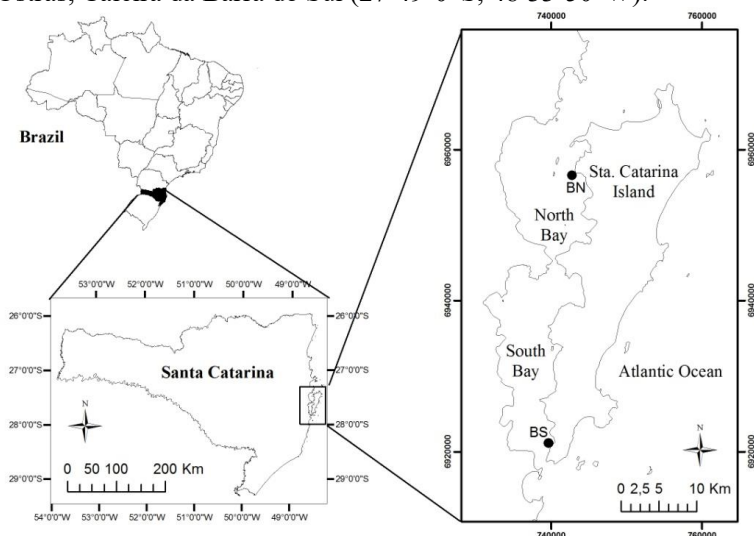 da Barra do Sul
Brazil
53°0'0"W 52°0'0"W 51°0'0"W 50°0'0"W 49°0'0"W
26°0'0"S 26°0'0"S
27°0'0"S 27°0'0"S
Santa Catarina
28°0'0"S 28°0'0"S
N
0 50 100 200 Km
29°0'0"S 29°0'0"S
54°0'0"W 53°0'0"W 52°0'0"W 51°0'0"W 50°0'0"W 49°0'0"W
740000 760000
6960000 6960000
Sta. Catarina
Island
BN
North
Bay
6940000 6940000
South
Bay
Atlantic Ocean
BS
6920000 6920000
N
0 2,5 5 10 Km
740000 760000